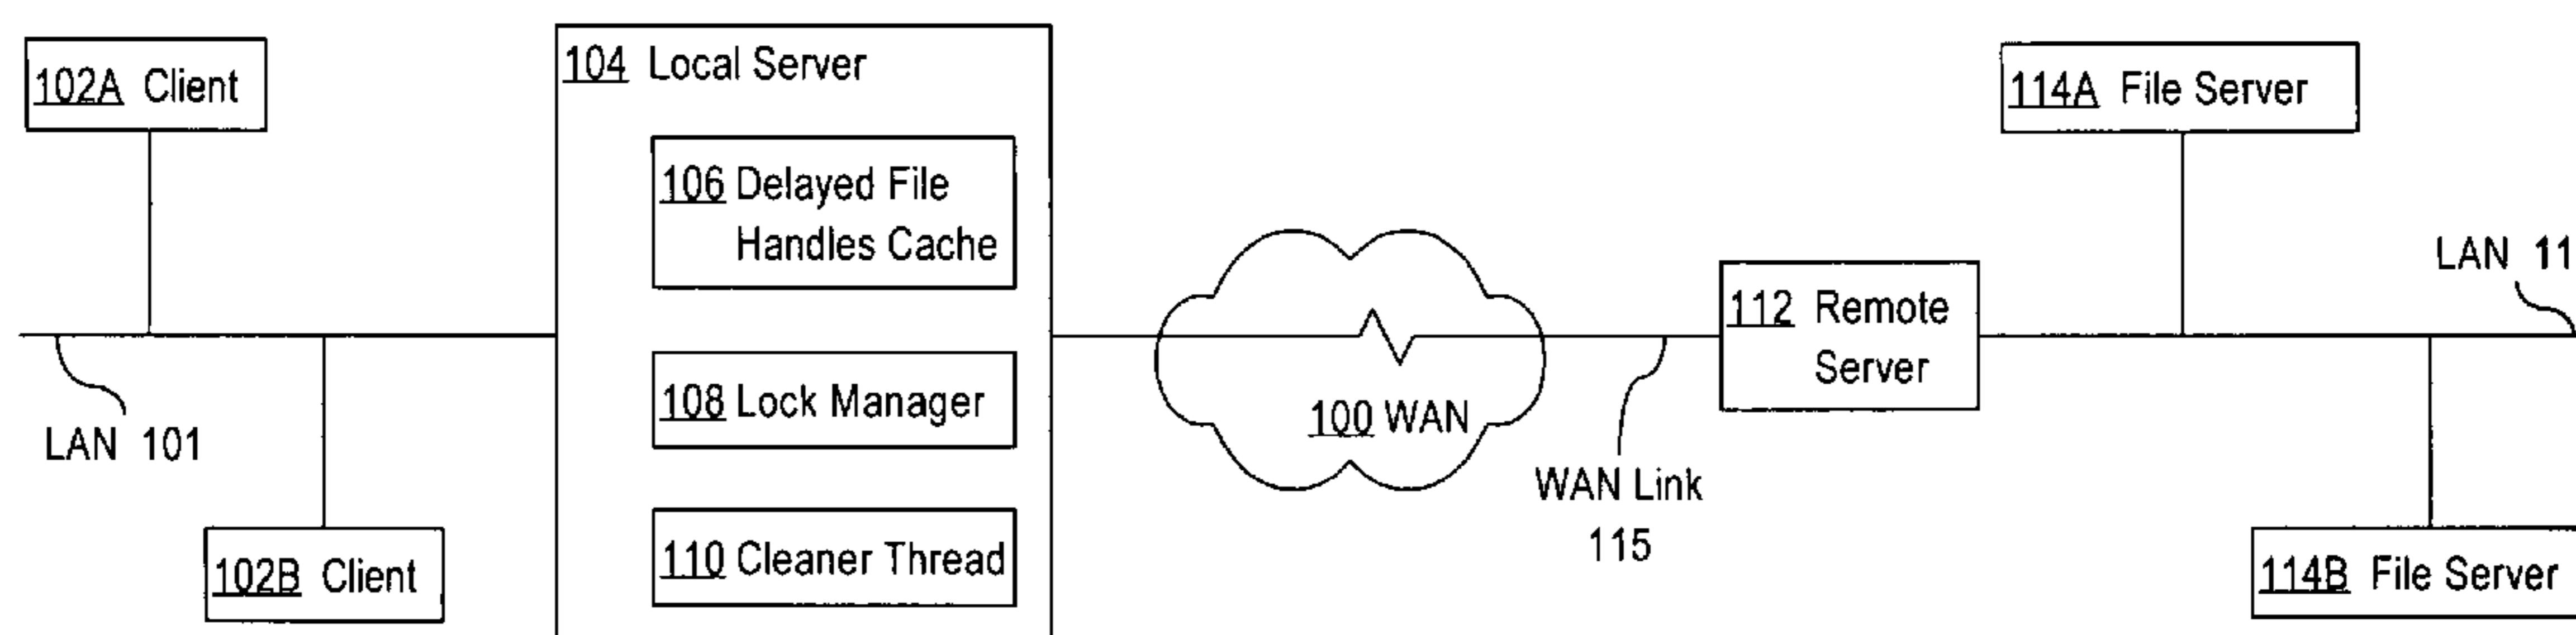 102A Client
104 Local Server
106 Delayed File
Handles Cache
108 Lock Manager
110 Cleaner Thread
LAN 101
102B Client
100 WAN
WAN Link
115
112 Remote
Server
114A File Server
LAN 11
114B File Server